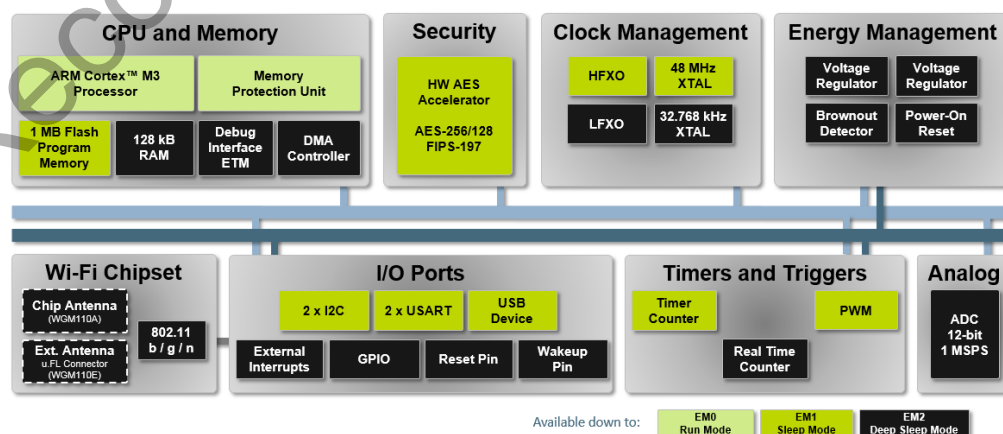 CPU and Memory
ARM Cortex™ M3
Processor
Memory
Protection Unit
1 MB Flash
Program
Memory
128 kB
RAM
Debug
Interface
ETM
DMA
Controller
Security
HW AES
Accelerator
AES-256/128
FIPS-197
Clock Management
HFXO
48 MHz
XTAL
LFXO
32.768 kHz
XTAL
Energy Management
Voltage
Regulator
Voltage
Regulator
Brownout
Detector
Power-On
Reset
Wi-Fi Chipset
Chip Antenna
(WGM110A)
Ext. Antenna
u.FL Connector
(WGM110E)
802.11
b / g / n
I/O Ports
2 x I2C
2 x USART
USB
Device
External
Interrupts
GPIO
Reset Pin
Wakeup
Pin
Timers and Triggers
Timer
Counter
PWM
Real Time
Counter
Analog
ADC
12-bit
1 MSPS
Available down to:
EM0
Run Mode
EM1
Sleep Mode
EM2
Deep Sleep Mode